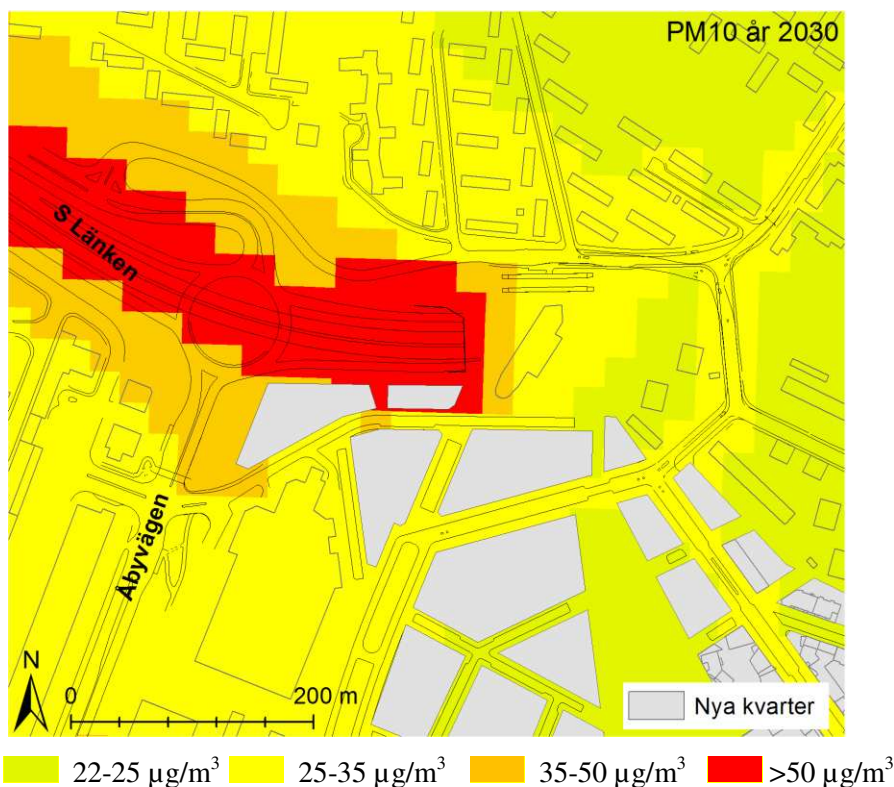 PM10 år 2030
S Länken
Åbyvägen
N
0 200 m
Nya kvarter
22-25 µg/m³ 25-35 µg/m³ 35-50 µg/m³ >50 µg/m³